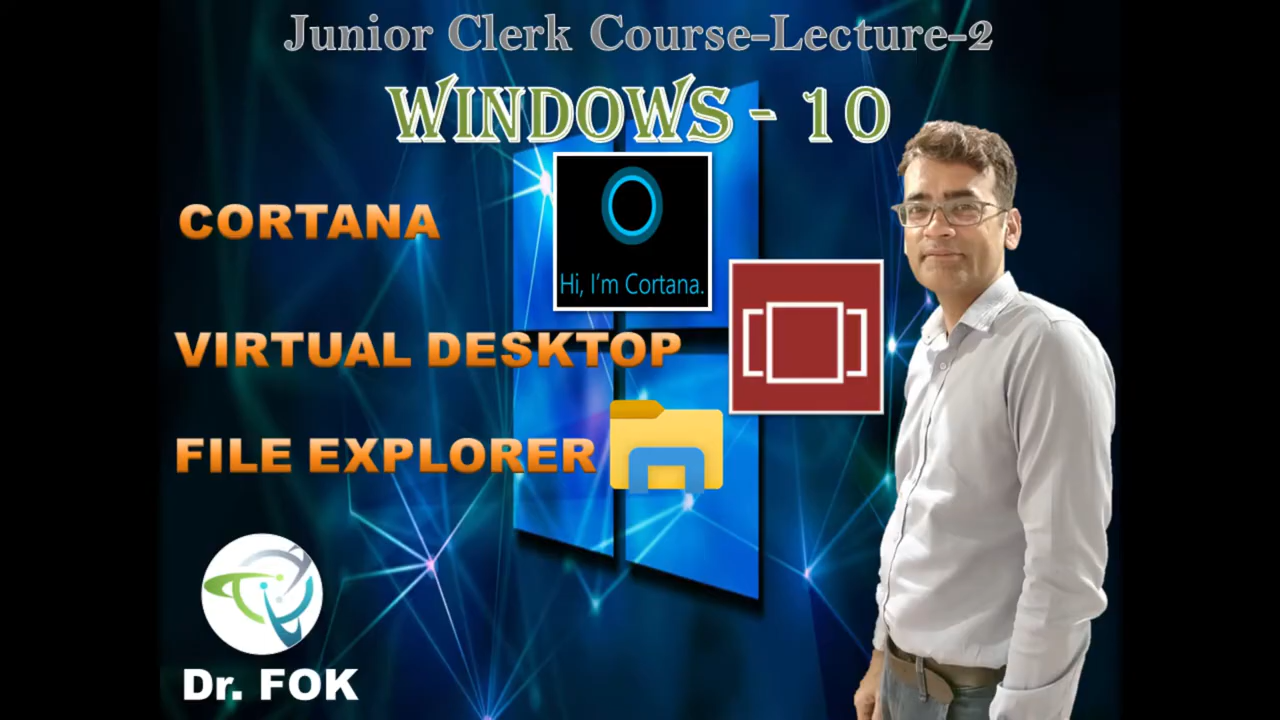 Junior Clerk Course-Lecture-2
WINDOWS - 10
CORTANA
Hi, I'm Cortana.
VIRTUAL DESKTOP
FILE EXPLORER
Dr. FOK